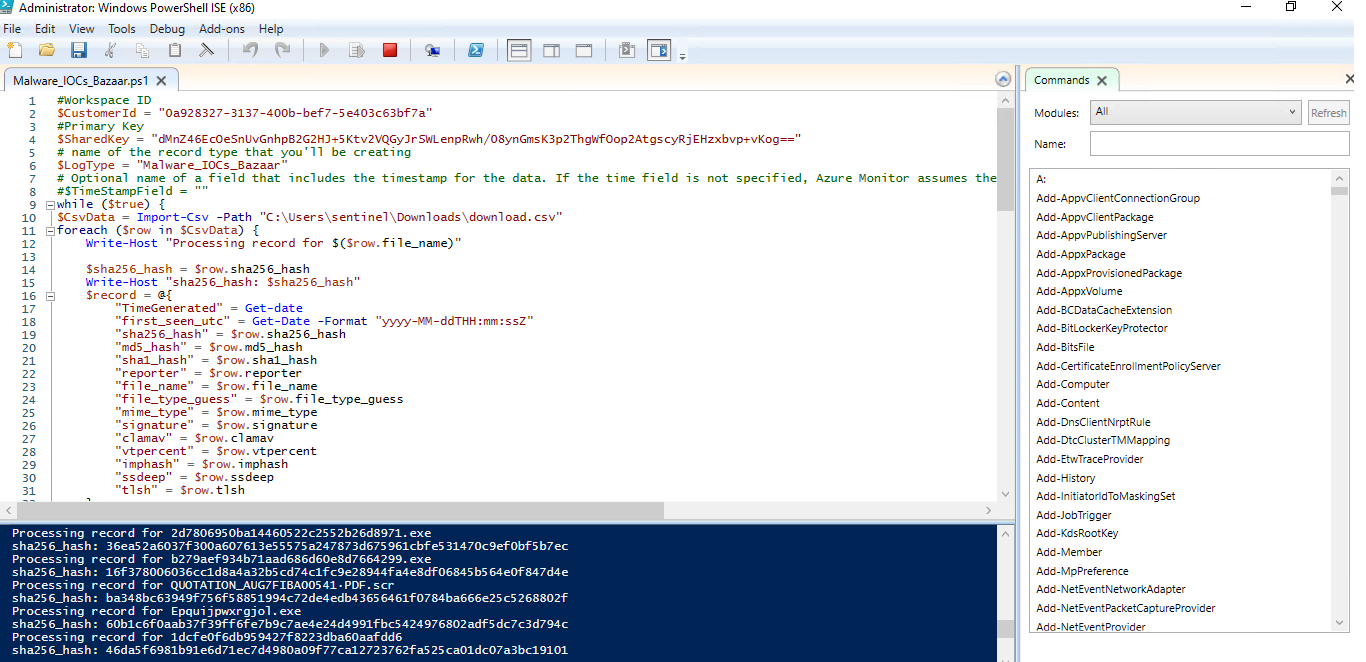 Administrator: Windows PowerShell ISE (x86)
File Edit View Tools Debug Add-ons Help
Malware_IOCs_Bazaar.ps1
1 #Workspace ID
2 $CustomerId = "0a928327-3137-400b-bef7-5e403c63bf7a"
3 #Primary Key
4 $SharedKey = "dMnZ46EcOeSnUvGnhpB2G2HJ+5Ktv2VQGyJrSWLenpRwh/O8ynGmsK3p2ThgWfOop2AtgscyRjEHzxbvp+vKog=="
5 # name of the record type that you'll be creating
6 $LogType = "Malware_IOCs_Bazaar"
7 # Optional name of a field that includes the timestamp for the data. If the time field is not specified, Azure Monitor assumes the
8 #$TimeStampField = ""
9 while ($true) {
10 $CsvData = Import-Csv -Path "C:\Users\sentinel\Downloads\download.csv"
11 foreach ($row in $CsvData) {
12 Write-Host "Processing record for $($row.file_name)"
13
14 $sha256_hash = $row.sha256_hash
15 Write-Host "sha256_hash: $sha256_hash"
16 $record = @{
17 "TimeGenerated" = Get-date
18 "first_seen_utc" = Get-Date -Format "yyyy-MM-ddTHH:mm:ssZ"
19 "sha256_hash" = $row.sha256_hash
20 "md5_hash" = $row.md5_hash
21 "sha1_hash" = $row.sha1_hash
22 "reporter" = $row.reporter
23 "file_name" = $row.file_name
24 "file_type_guess" = $row.file_type_guess
25 "mime_type" = $row.mime_type
26 "signature" = $row.signature
27 "clamav" = $row.clamav
28 "vtpercent" = $row.vtpercent
29 "imphash" = $row.imphash
30 "ssdeep" = $row.ssdeep
31 "tlsh" = $row.tlsh
Processing record for 2d7806950ba14460522c2552b26d8971.exe
sha256_hash: 36ea52a6037f300a607613e55575a247873d675961cbfe531470c9ef0bf5b7ec
Processing record for b279aef934b71aad686d60e8d7664299.exe
sha256_hash: 16f378006036cc1d8a4a32b5cd74c1fc9e28944fa4e8df06845b564e0f847d4e
Processing record for QUOTATION_AUG7FIBA00541·PDF.scr
sha256_hash: ba348bc63949f756f58851994c72de4edb43656461f0784ba666e25c5268802f
Processing record for Epquijpwxrgjol.exe
sha256_hash: 60b1c6f0aab37f39ff6fe7b9c7ae4e24d4991fbc5424976802adf5dc7c3d794c
Processing record for 1dcfe0f6db959427f8223dba60aafdd6
sha256_hash: 46da5f6981b91e6d71ec7d4980a09f77ca12723762fa525ca01dc07a3bc19101
Commands
Modules: All Refresh
Name:
A:
Add-AppvClientConnectionGroup
Add-AppvClientPackage
Add-AppvPublishingServer
Add-AppxPackage
Add-AppxProvisionedPackage
Add-AppxVolume
Add-BCDataCacheExtension
Add-BitLockerKeyProtector
Add-BitsFile
Add-CertificateEnrollmentPolicyServer
Add-Computer
Add-Content
Add-DnsClientNrptRule
Add-DtcClusterTMMapping
Add-EtwTraceProvider
Add-History
Add-InitiatorIdToMaskingSet
Add-JobTrigger
Add-KdsRootKey
Add-Member
Add-MpPreference
Add-NetEventNetworkAdapter
Add-NetEventPacketCaptureProvider
Add-NetEventProvider